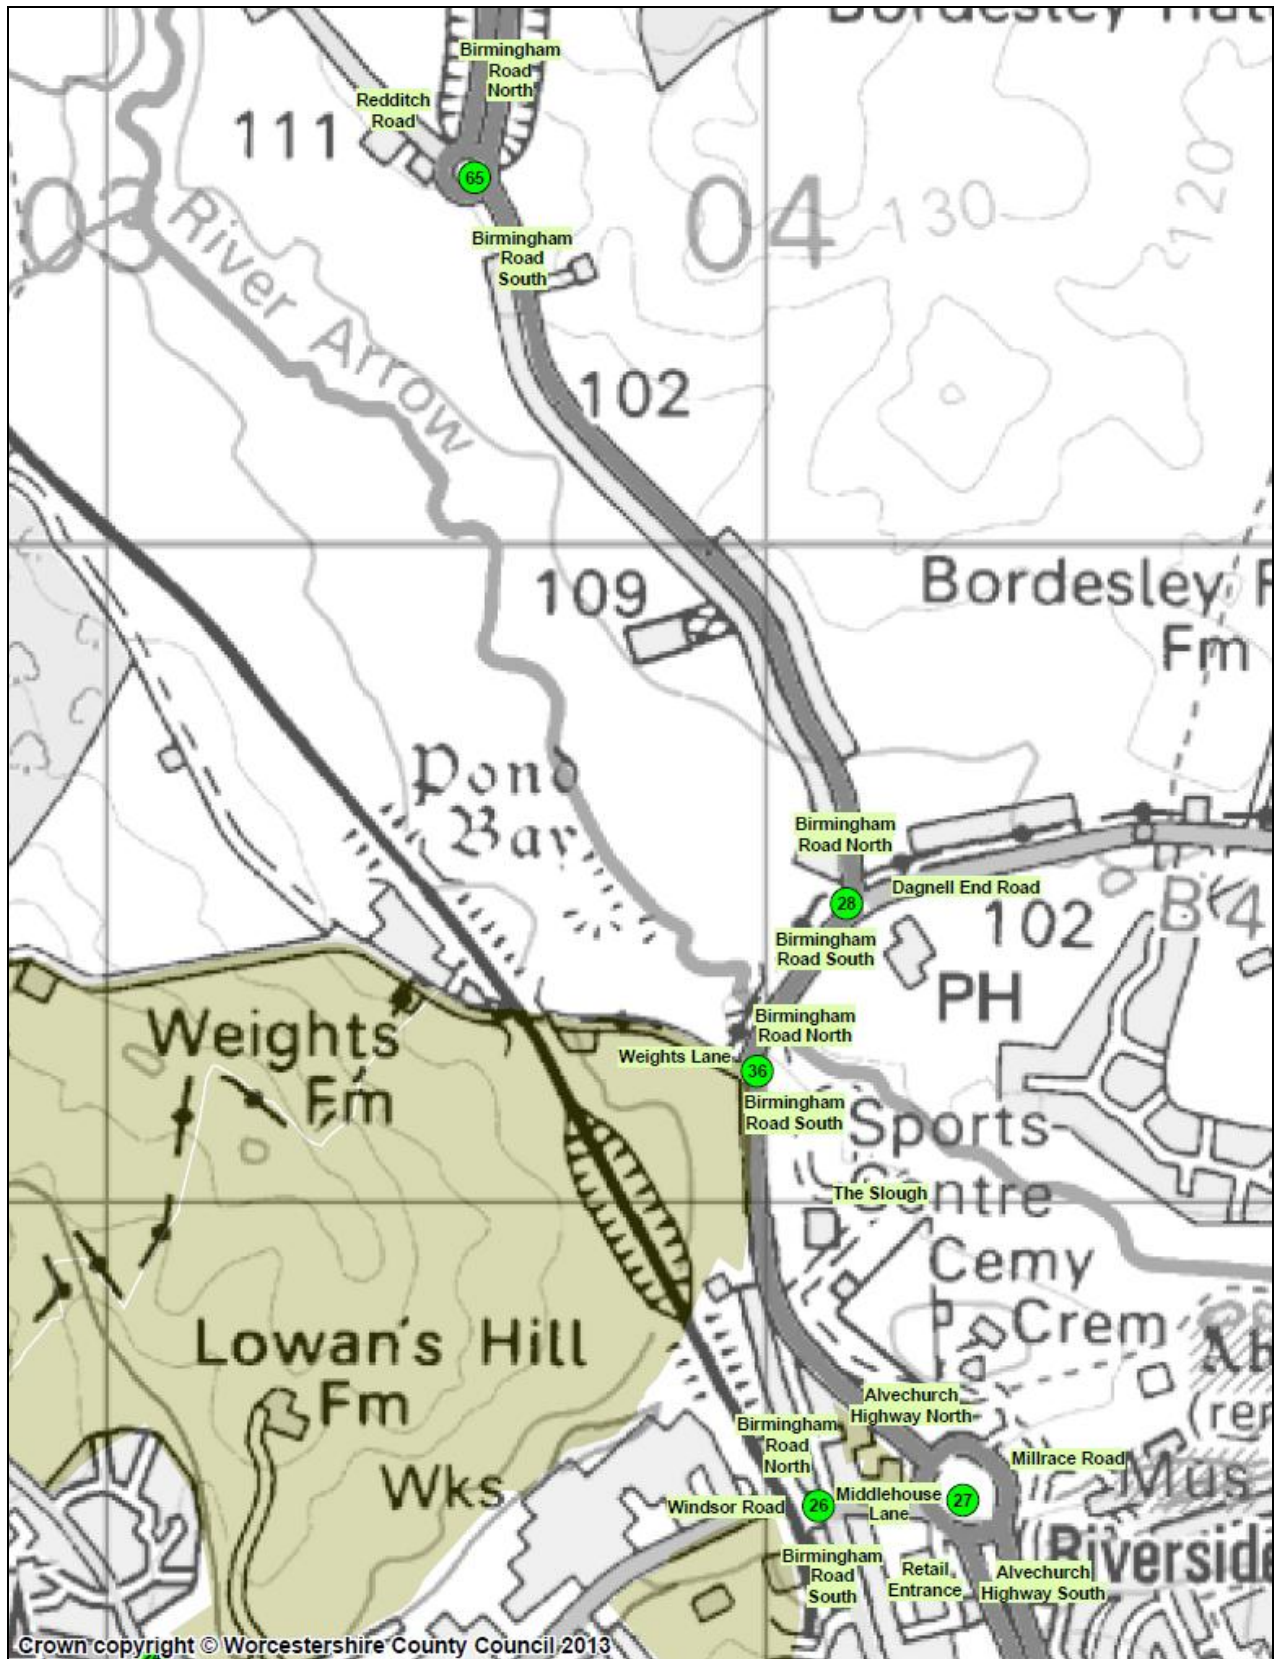 Birmingham
Road
North
Redditch
Road
111
65
03
04
130
120
River Arrow
Birmingham
Road
South
102
109
Bordesley
Fm
Pond
Bay
Birmingham
Road North
Dagnell End Road
28
102
B 4
Birmingham
Road South
PH
Weights
Fm
Birmingham
Road North
Weights Lane
36
Birmingham
Road South
Sports
Centre
The Slough
Cemy
Crem
Lowan's Hill
Fm
Wks
Alvechurch
Highway North
Birmingham
Road
North
Millrace Road
Mus
Windsor Road
26
Middlehouse
Lane
27
Riverside
Birmingham
Road
South
Retail
Entrance
Alvechurch
Highway South
Crown copyright © Worcestershire County Council 2013